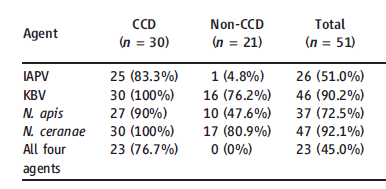 Agent CCD (n = 30) Non-CCD (n = 21) Total (n = 51)
IAPV 25 (83.3%) 1 (4.8%) 26 (51.0%)
KBV 30 (100%) 16 (76.2%) 46 (90.2%)
N. apis 27 (90%) 10 (47.6%) 37 (72.5%)
N. ceranae 30 (100%) 17 (80.9%) 47 (92.1%)
All four 23 (76.7%) 0 (0%) 23 (45.0%)
agents